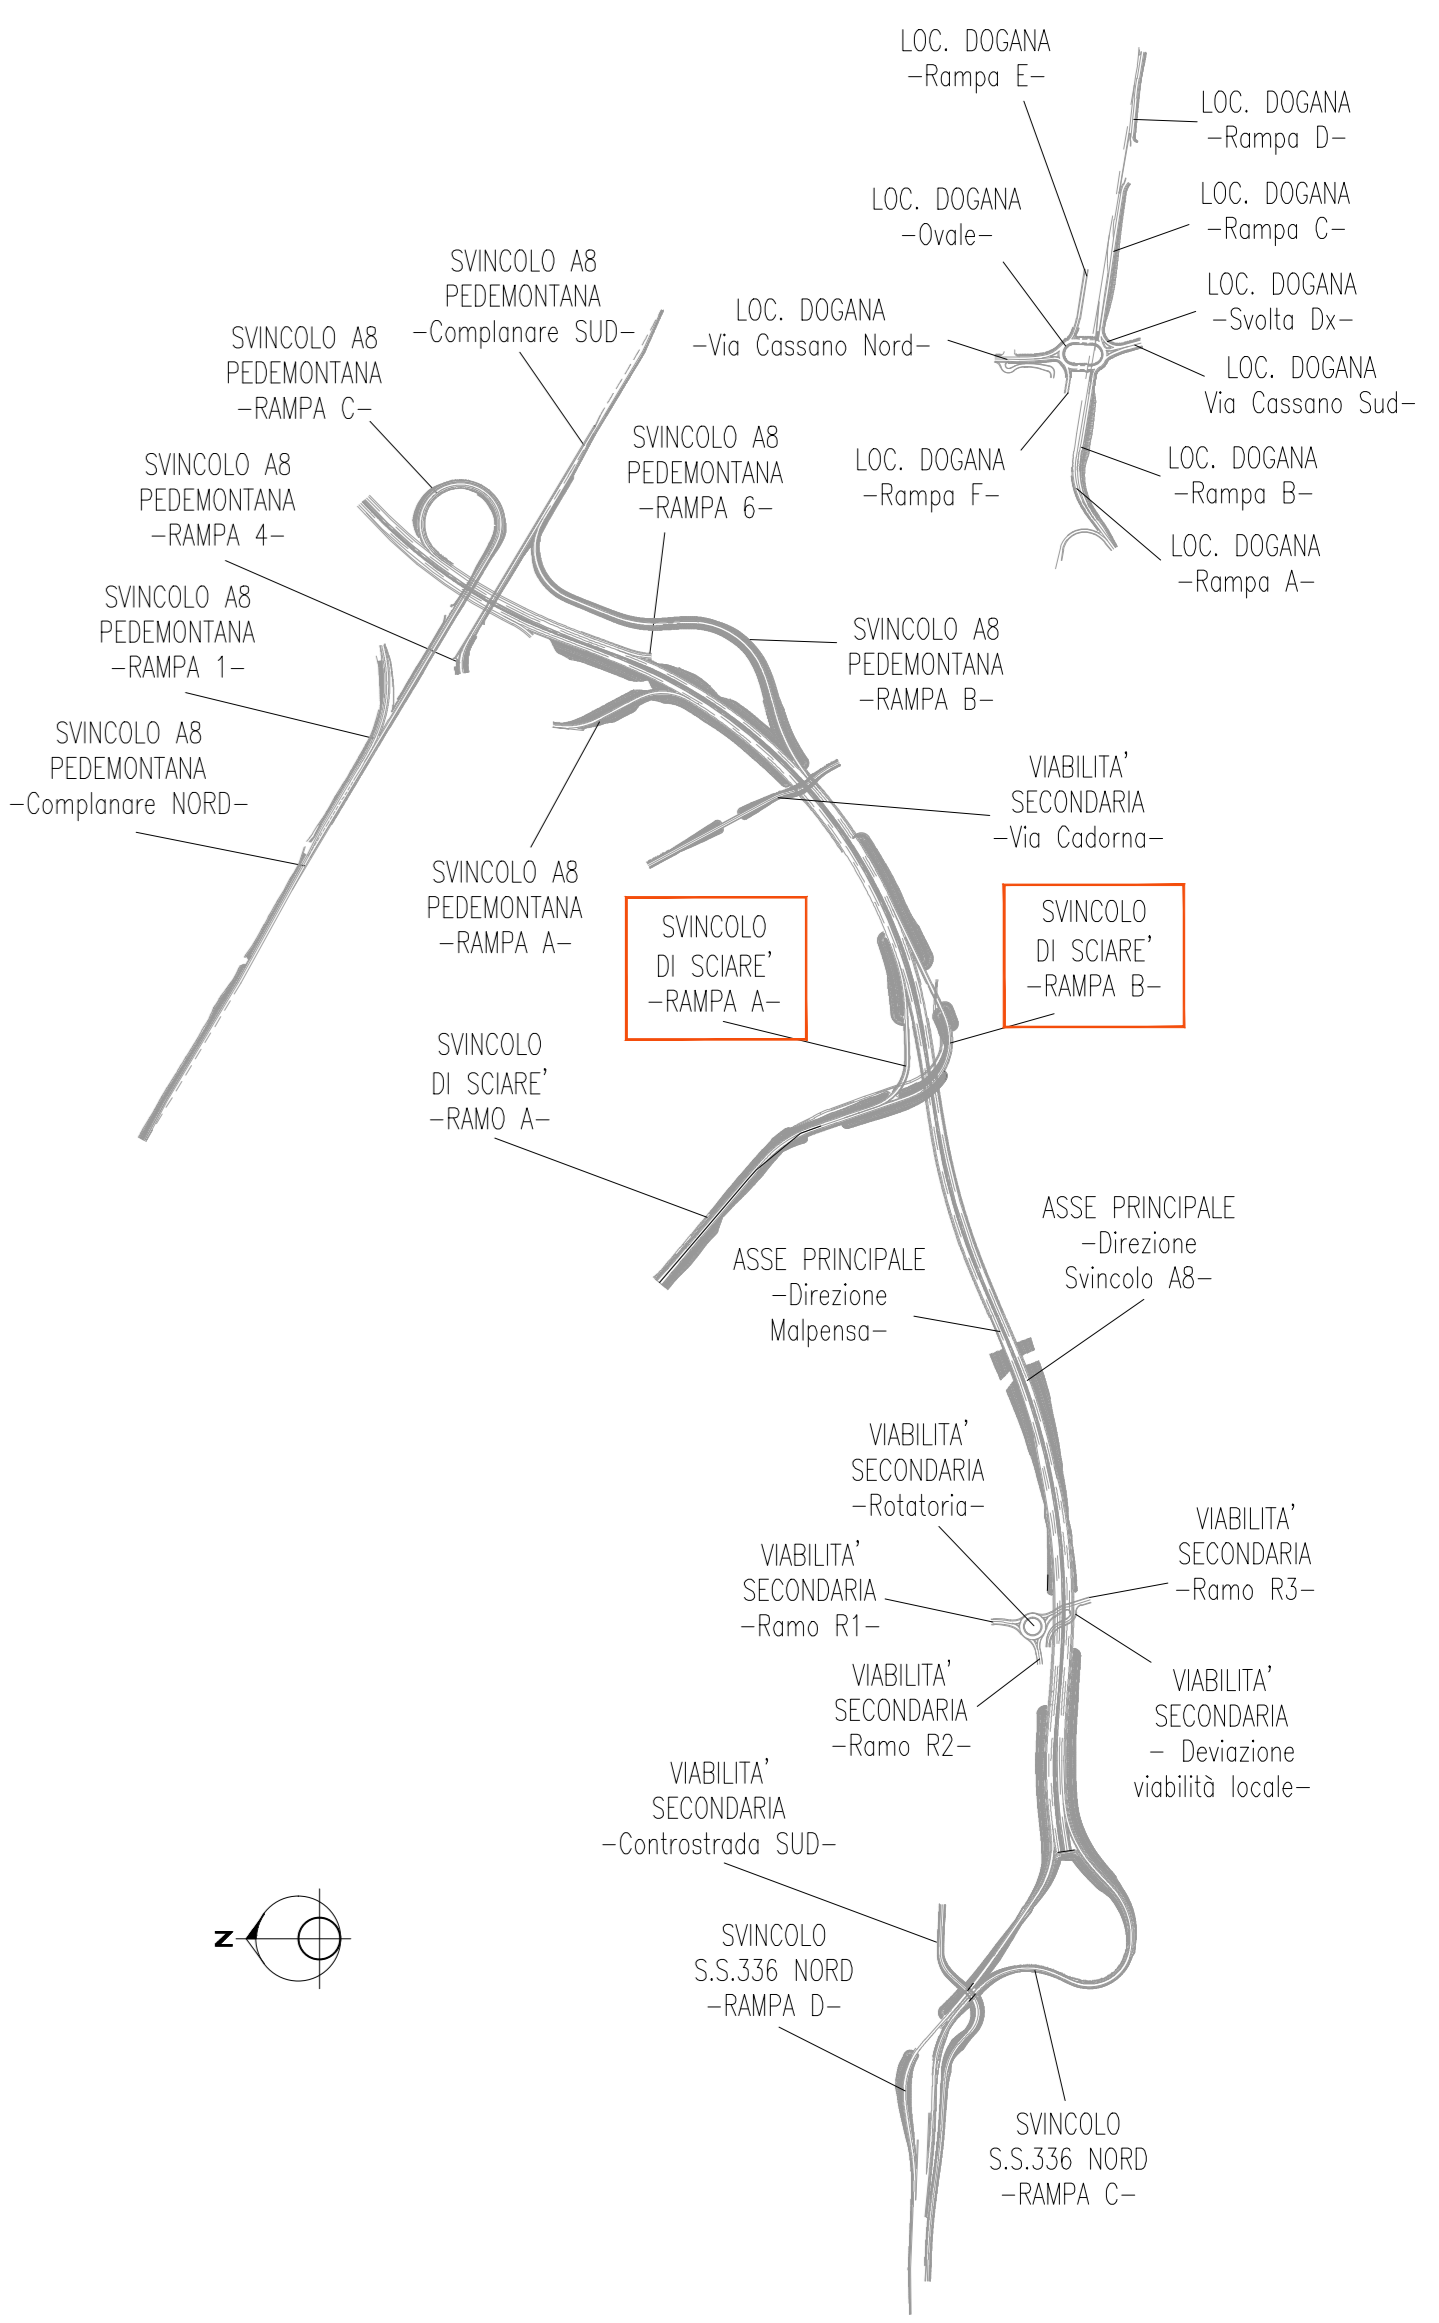 LOC. DOGANA
-Rampa E-
LOC. DOGANA
-Rampa D-
LOC. DOGANA
-Ovale-
LOC. DOGANA
-Rampa C-
SVINCOLO A8
PEDEMONTANA
-Complanare SUD-
LOC. DOGANA
-Svolta Dx-
LOC. DOGANA
-Via Cassano Nord-
SVINCOLO A8
PEDEMONTANA
-RAMPA C-
LOC. DOGANA
Via Cassano Sud-
SVINCOLO A8
PEDEMONTANA
-RAMPA 6-
LOC. DOGANA
-Rampa F-
LOC. DOGANA
-Rampa B-
SVINCOLO A8
PEDEMONTANA
-RAMPA 4-
LOC. DOGANA
-Rampa A-
SVINCOLO A8
PEDEMONTANA
-RAMPA 1-
SVINCOLO A8
PEDEMONTANA
-RAMPA B-
SVINCOLO A8
PEDEMONTANA
-Complanare NORD-
VIABILITA'
SECONDARIA
-Via Cadorna-
SVINCOLO A8
PEDEMONTANA
-RAMPA A-
SVINCOLO
DI SCIARE'
-RAMPA A-
SVINCOLO
DI SCIARE'
-RAMPA B-
SVINCOLO
DI SCIARE'
-RAMO A-
ASSE PRINCIPALE
-Direzione
Svincolo A8-
ASSE PRINCIPALE
-Direzione
Malpensa-
VIABILITA'
SECONDARIA
-Rotatoria-
VIABILITA'
SECONDARIA
-Ramo R3-
VIABILITA'
SECONDARIA
-Ramo R1-
VIABILITA'
SECONDARIA
-Ramo R2-
VIABILITA'
SECONDARIA
- Deviazione
viabilità locale-
VIABILITA'
SECONDARIA
-Controstrada SUD-
N
SVINCOLO
S.S.336 NORD
-RAMPA D-
SVINCOLO
S.S.336 NORD
-RAMPA C-